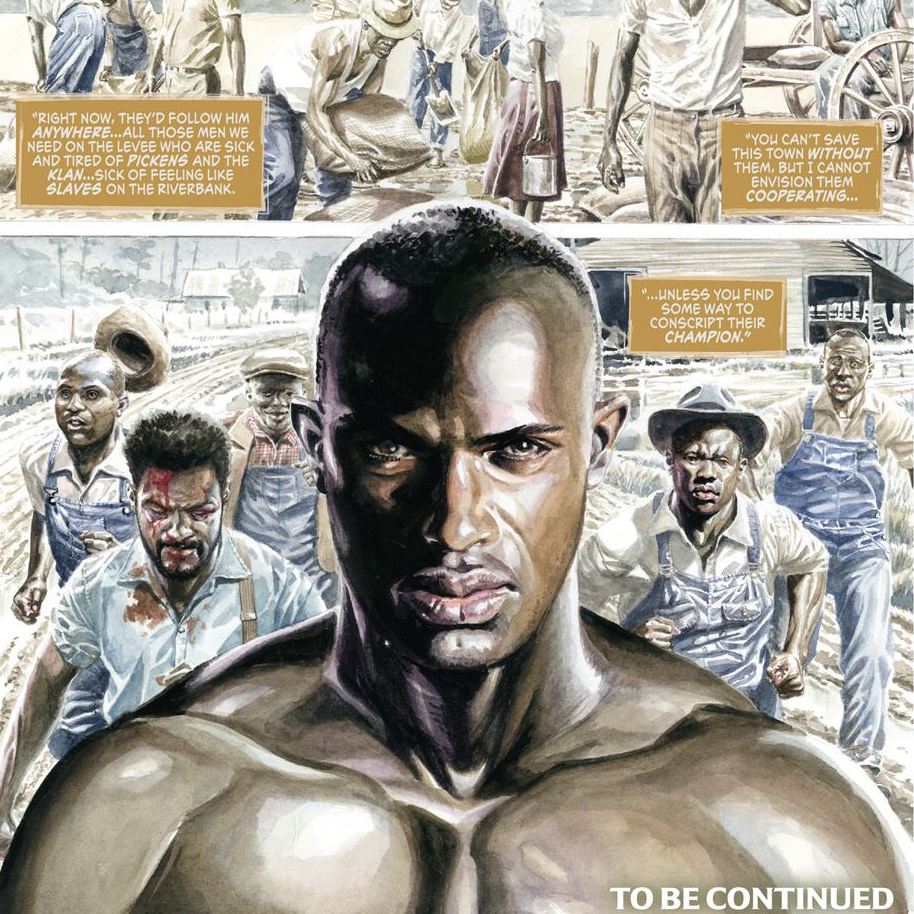 "RIGHT NOW, THEY'D FOLLOW HIM
ANYWHERE...ALL THOSE MEN WE
NEED ON THE LEVEE WHO ARE SICK
AND TIRED OF PICKENS AND THE
KLAN...SICK OF FEELING LIKE
SLAVES ON THE RIVERBANK.
"YOU CAN'T SAVE
THIS TOWN WITHOUT
THEM, BUT I CANNOT
ENVISION THEM
COOPERATING...
"...UNLESS YOU FIND
SOME WAY TO
CONSCRIPT THEIR
CHAMPION."
TO BE CONTINUED